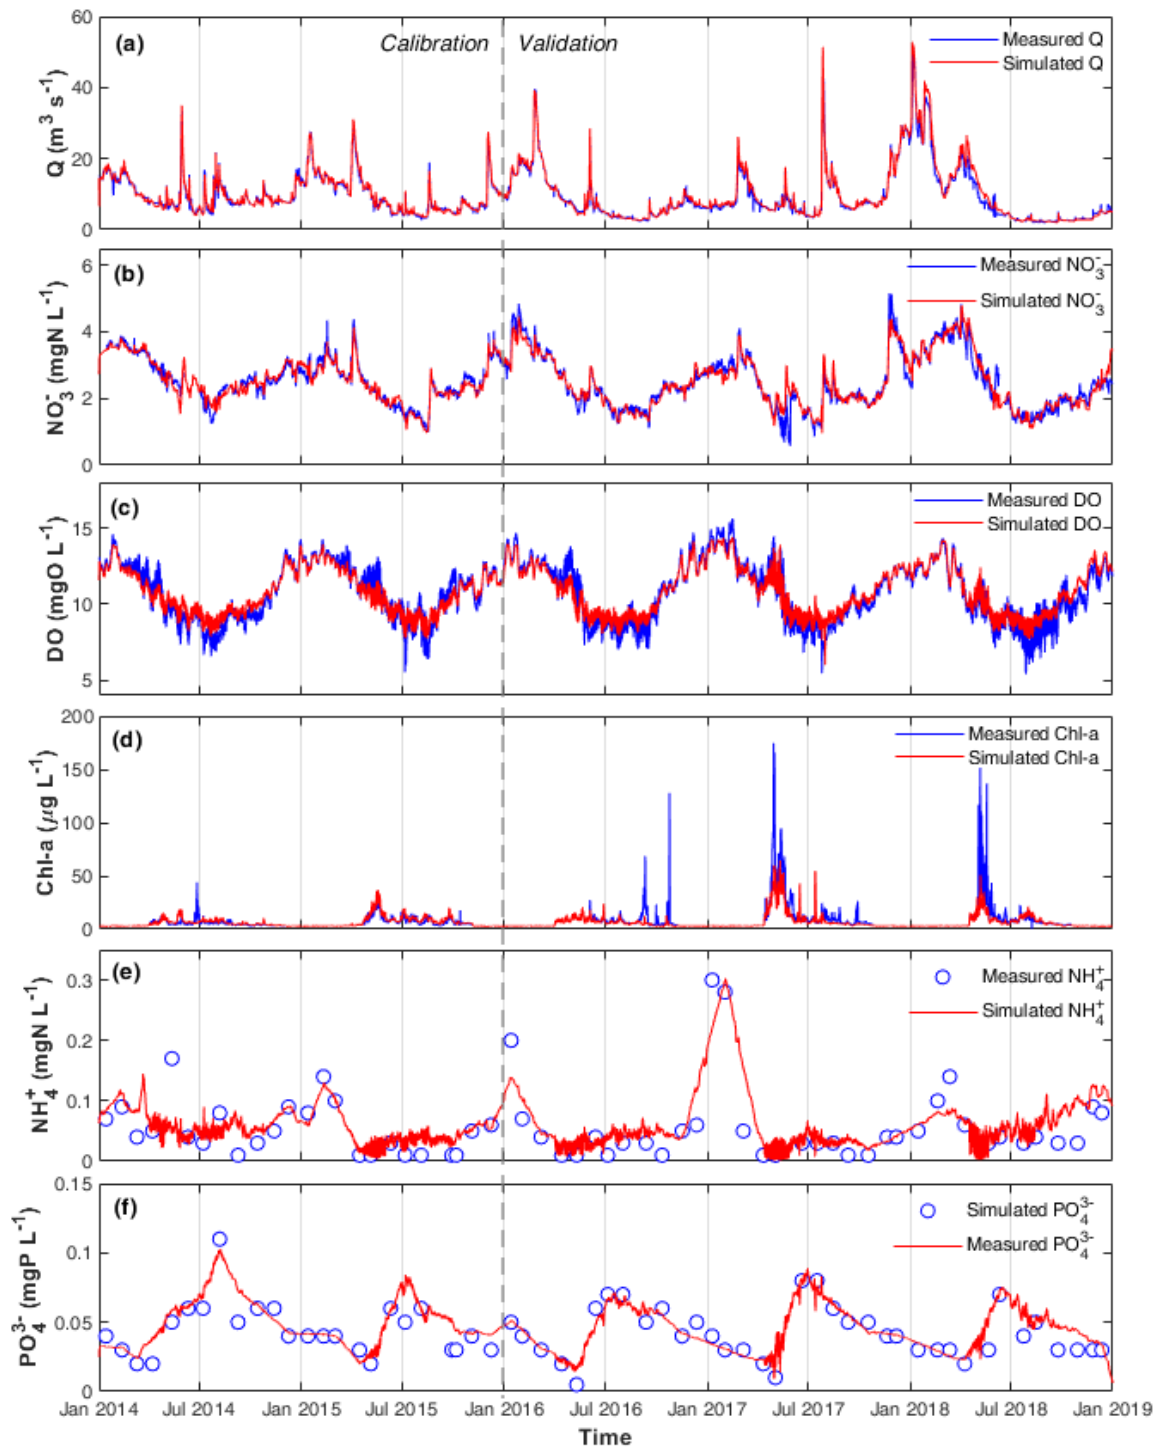 (a)
Calibration
Validation
Measured Q
Simulated Q
Q (m³ s⁻¹)
60
40
20
0
(b)
Measured NO₃⁻
Simulated NO₃⁻
NO₃⁻ (mgN L⁻¹)
6
4
2
0
(c)
Measured DO
Simulated DO
DO (mgO L⁻¹)
15
10
5
(d)
Measured Chl-a
Simulated Chl-a
Chl-a (μg L⁻¹)
200
150
100
50
0
(e)
Measured NH₄⁺
Simulated NH₄⁺
NH₄⁺ (mgN L⁻¹)
0.3
0.2
0.1
0
(f)
Simulated PO₄³⁻
Measured PO₄³⁻
PO₄³⁻ (mgP L⁻¹)
0.15
0.1
0.05
0
Jan 2014 Jul 2014 Jan 2015 Jul 2015 Jan 2016 Jul 2016 Jan 2017 Jul 2017 Jan 2018 Jul 2018 Jan 2019
Time